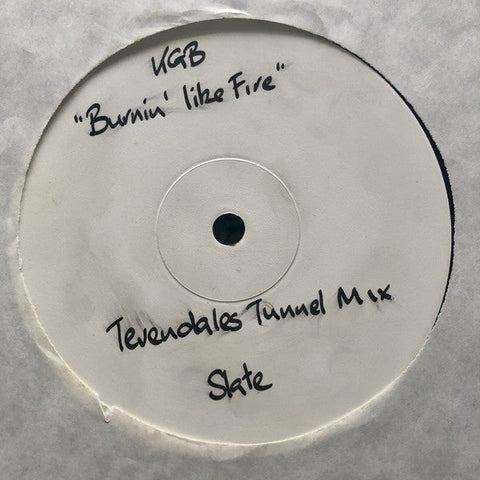 KGB
"Burnin' like Fire"
Tevendales Tunnel Mix
Slate